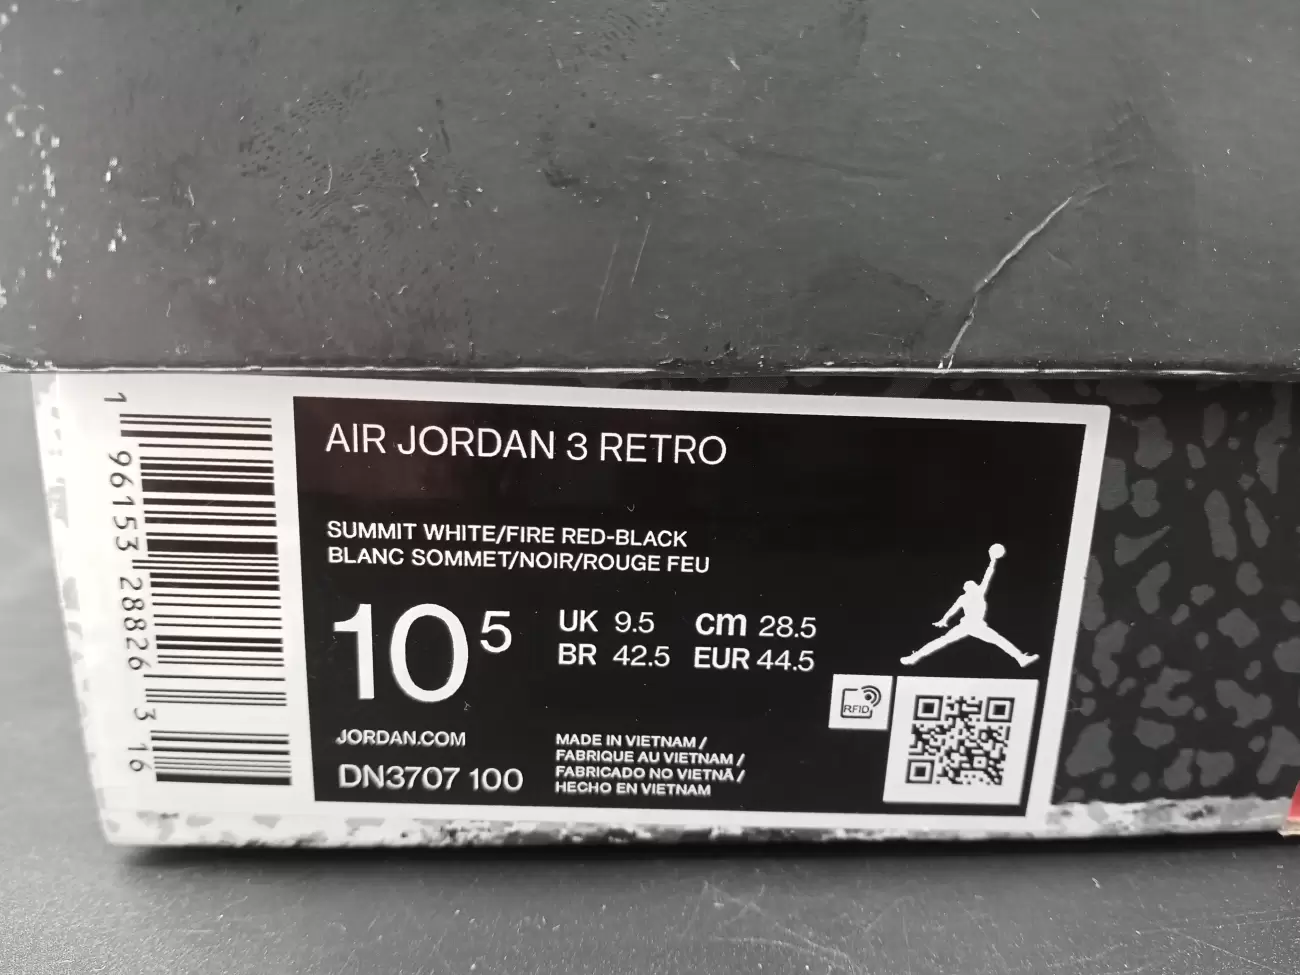 AIR JORDAN 3 RETRO
SUMMIT WHITE/FIRE RED-BLACK
BLANC SOMMET/NOIR/ROUGE FEU
10 5
UK 9.5 cm 28.5
BR 42.5 EUR 44.5
JORDAN.COM
DN3707 100
MADE IN VIETNAM /
FABRIQUE AU VIETNAM /
FABRICADO NO VIETNÃ /
HECHO EN VIETNAM
RFID
1 96153 28826 3 16